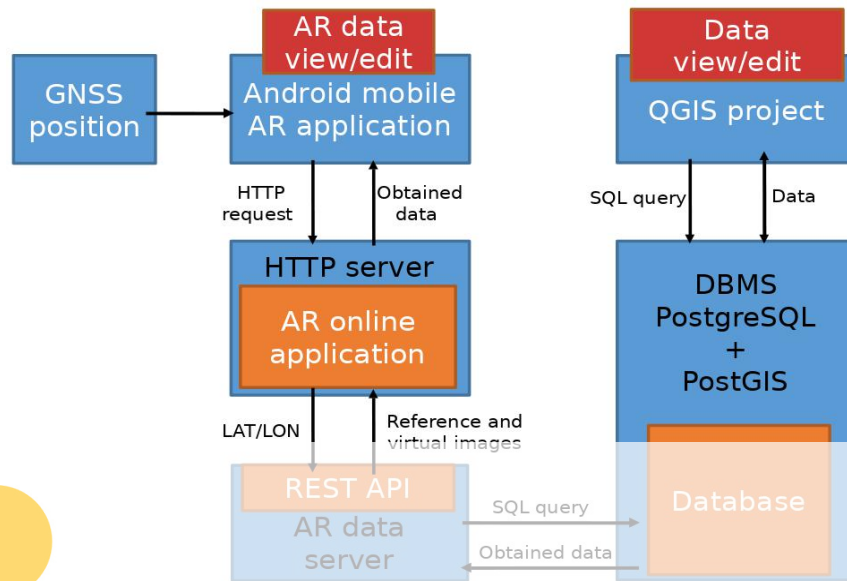 AR data
view/edit
GNSS
position
Android mobile
AR application
Data
view/edit
QGIS project
HTTP
request
Obtained
data
SQL query
Data
HTTP server
AR online
application
DBMS
PostgreSQL
+
PostGIS
LAT/LON
Reference and
virtual images
REST API
AR data
server
SQL query
Obtained data
Database